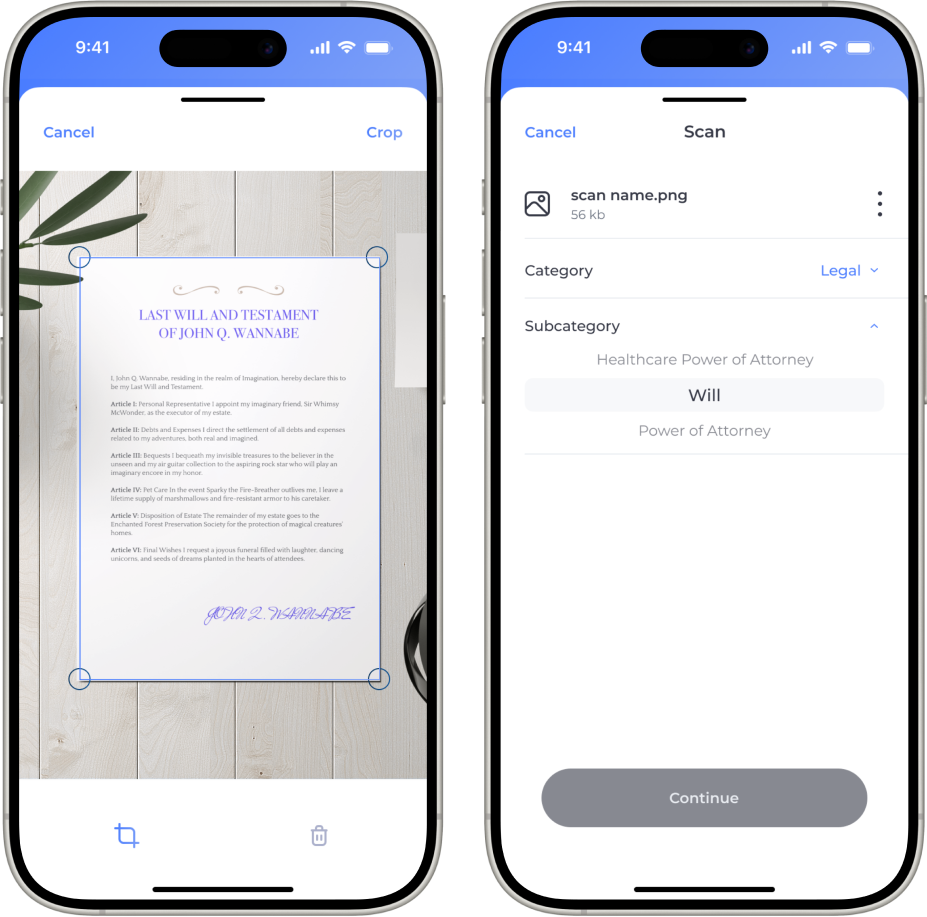 9:41
Cancel
Crop
LAST WILL AND TESTAMENT
OF JOHN Q. WANNABE
I, John Q. Wannabe, residing in the realm of Imagination, hereby declare this to
be my Last Will and Testament.
Article I: Personal Representative I appoint my imaginary friend, Sir Whimsy
McWonder, as the executor of my estate.
Article II: Debts and Expenses I direct the settlement of all debts and expenses
related to my adventures, both real and imagined.
Article III: Bequests I bequeath my invisible treasures to the believer in the
unseen and my air guitar collection to the aspiring rock star who will play an
imaginary encore in my honor.
Article IV: Pet Care In the event Sparky the Fire-Breather outlives me, I leave a
lifetime supply of marshmallows and fire-resistant armor to his caretaker.
Article V: Disposition of Estate The remainder of my estate goes to the
Enchanted Forest Preservation Society for the protection of magical creatures'
homes.
Article VI: Final Wishes I request a joyous funeral filled with laughter, dancing
unicorns, and seeds of dreams planted in the hearts of attendees.
JOHN Q. WANNABE
9:41
Cancel
Scan
scan name.png
56 kb
Category
Legal
Subcategory
Healthcare Power of Attorney
Will
Power of Attorney
Continue